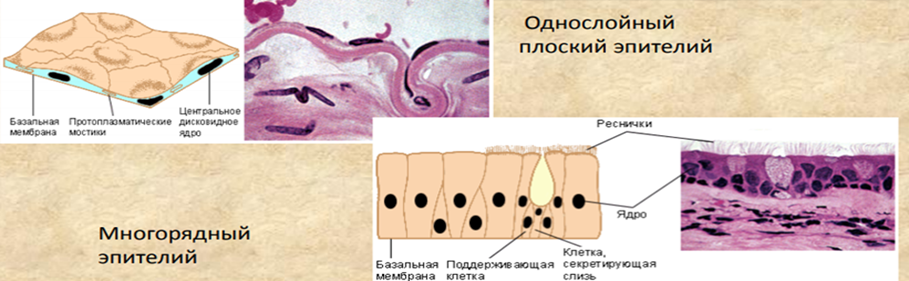 Однослойный
плоский эпителий
Базальная
мембрана
Протоплазматические
мостики
Центральное
дисковидное
ядро
Реснички
Ядро
Многорядный
эпителий
Базальная
мембрана
Поддерживающая
клетка
Клетка,
секретирующая
слизь